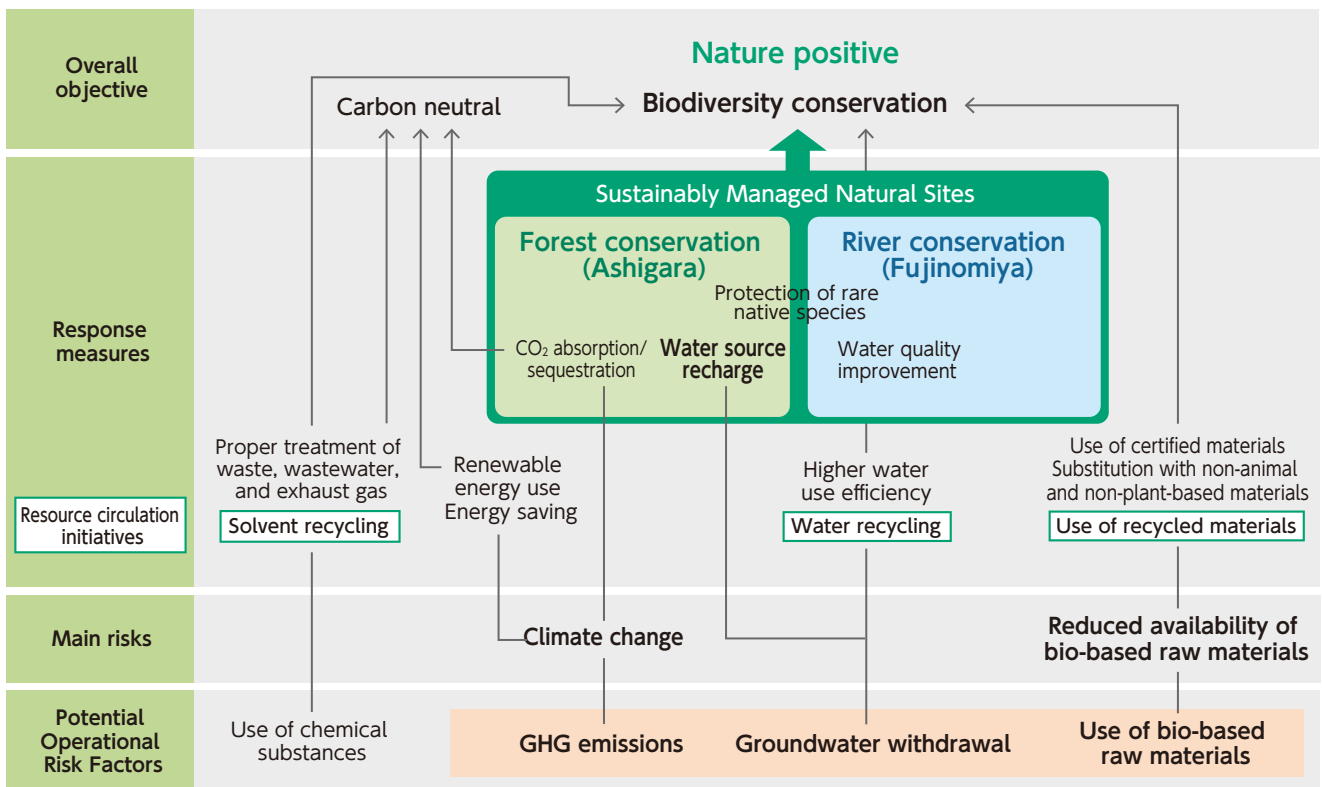 Overall
objective
Nature positive
Carbon neutral
Biodiversity conservation
Response
measures
Resource circulation
initiatives
Sustainably Managed Natural Sites
Forest conservation
(Ashigara)
River conservation
(Fujinomiya)
Protection of rare
native species
CO₂ absorption/
sequestration
Water source
recharge
Water quality
improvement
Proper treatment of
waste, wastewater,
and exhaust gas
Solvent recycling
Renewable
energy use
Energy saving
Higher water
use efficiency
Water recycling
Use of certified materials
Substitution with non-animal
and non-plant-based materials
Use of recycled materials
Main risks
Climate change
Reduced availability of
bio-based raw materials
Potential
Operational
Risk Factors
Use of chemical
substances
GHG emissions
Groundwater withdrawal
Use of bio-based
raw materials